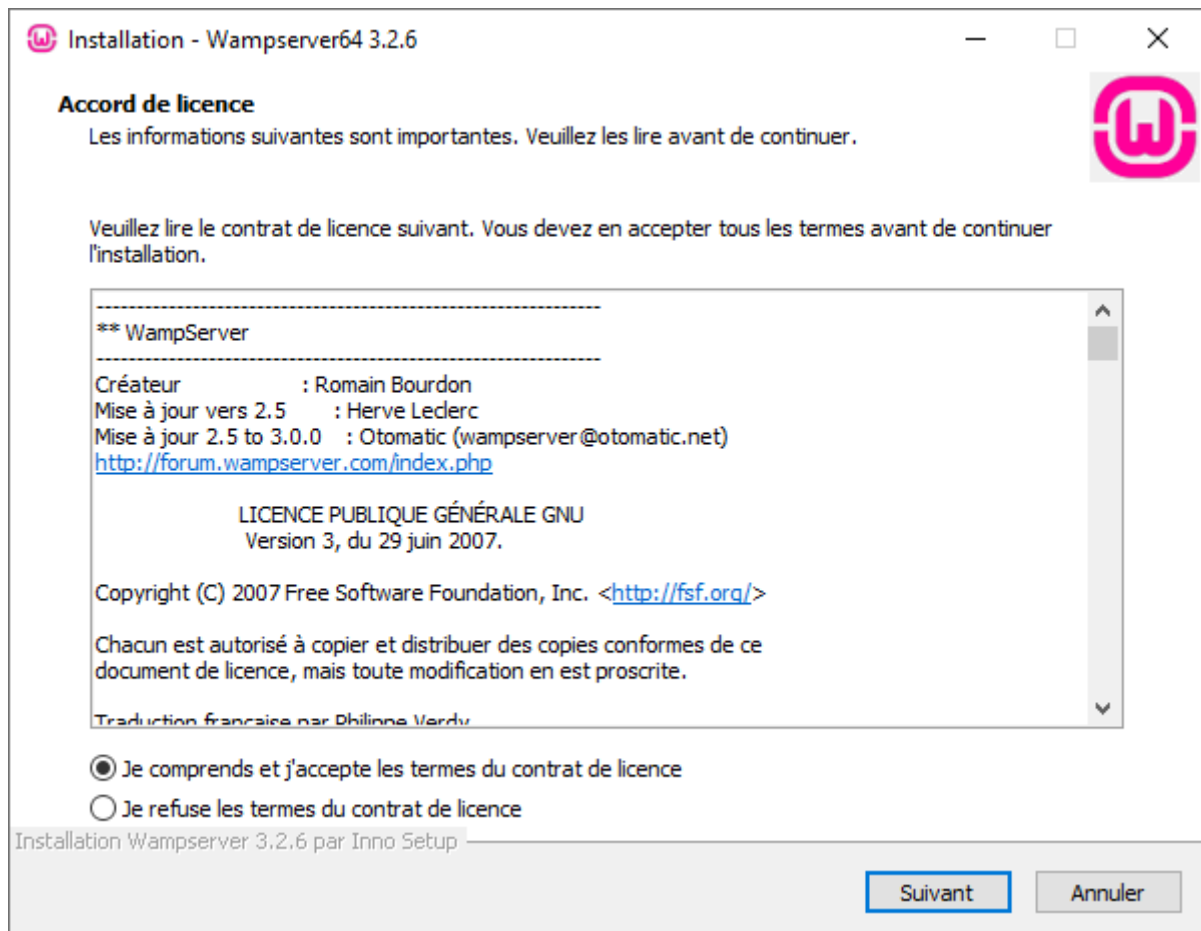 Installation - Wampserver64 3.2.6
Accord de licence
Les informations suivantes sont importantes. Veuillez les lire avant de continuer.
Veuillez lire le contrat de licence suivant. Vous devez en accepter tous les termes avant de continuer
l'installation.
------------------------------------------------------------
** WampServer
------------------------------------------------------------
Créateur : Romain Bourdon
Mise à jour vers 2.5 : Herve Leclerc
Mise à jour 2.5 to 3.0.0 : Otomatic (wampserver@otomatic.net)
http://forum.wampserver.com/index.php
LICENCE PUBLIQUE GÉNÉRALE GNU
Version 3, du 29 juin 2007.
Copyright (C) 2007 Free Software Foundation, Inc. <http://fsf.org/>
Chacun est autorisé à copier et distribuer des copies conformes de ce
document de licence, mais toute modification en est proscrite.
Traduction française par Philippe Verdy
Je comprends et j'accepte les termes du contrat de licence
Je refuse les termes du contrat de licence
Installation Wampserver 3.2.6 par Inno Setup
Suivant
Annuler